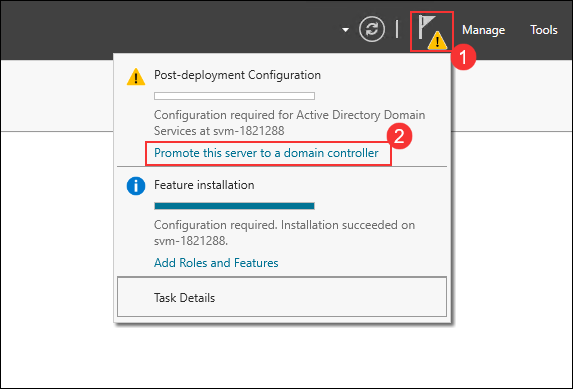 Manage Tools
1
Post-deployment Configuration
Configuration required for Active Directory Domain
Services at svm-1821288
2
Promote this server to a domain controller
Feature installation
Configuration required. Installation succeeded on
svm-1821288.
Add Roles and Features
Task Details